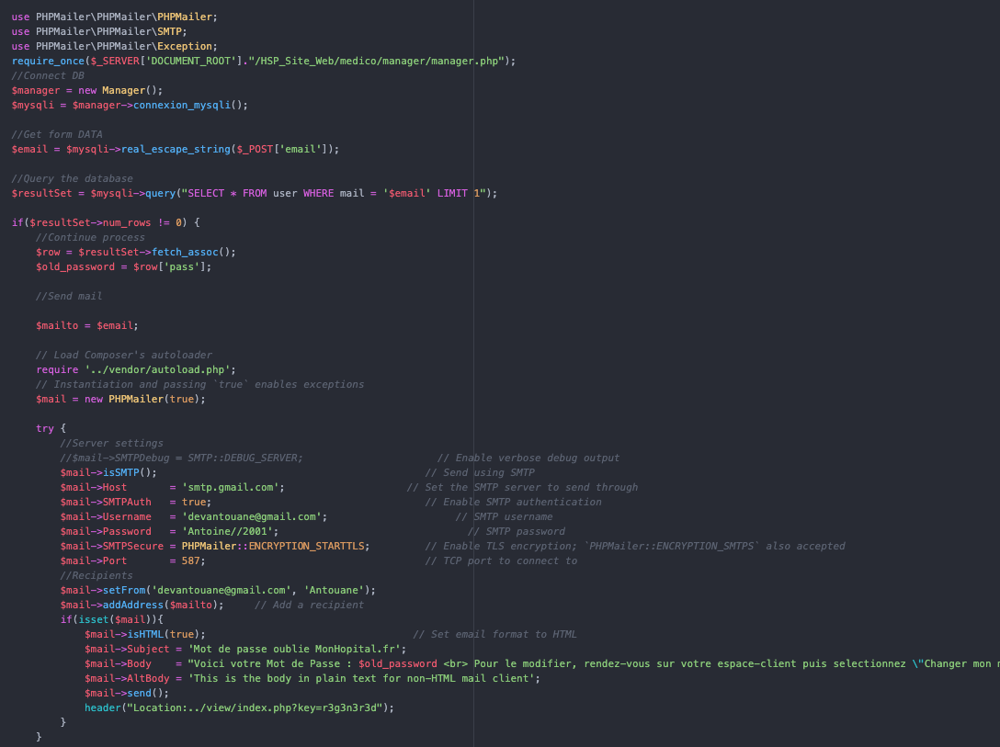 use PHPMailer\PHPMailer\PHPMailer;
use PHPMailer\PHPMailer\SMTP;
use PHPMailer\PHPMailer\Exception;
require_once($_SERVER['DOCUMENT_ROOT']."/HSP_Site_Web/medico/manager/manager.php");
//Connect DB
$manager = new Manager();
$mysqli = $manager->connexion_mysqli();
//Get form DATA
$email = $mysqli->real_escape_string($_POST['email']);
//Query the database
$resultSet = $mysqli->query("SELECT * FROM user WHERE mail = '$email' LIMIT 1");
if($resultSet->num_rows != 0) {
//Continue process
$row = $resultSet->fetch_assoc();
$old_password = $row['pass'];
//Send mail
$mailto = $email;
// Load Composer's autoloader
require '../vendor/autoload.php';
// Instantiation and passing `true` enables exceptions
$mail = new PHPMailer(true);
try {
//Server settings
//$mail->SMTPDebug = SMTP::DEBUG_SERVER; // Enable verbose debug output
$mail->isSMTP(); // Send using SMTP
$mail->Host = 'smtp.gmail.com'; // Set the SMTP server to send through
$mail->SMTPAuth = true; // Enable SMTP authentication
$mail->Username = 'devantouane@gmail.com'; // SMTP username
$mail->Password = 'Antoine//2001'; // SMTP password
$mail->SMTPSecure = PHPMailer::ENCRYPTION_STARTTLS; // Enable TLS encryption; `PHPMailer::ENCRYPTION_SMTPS` also accepted
$mail->Port = 587; // TCP port to connect to
//Recipients
$mail->setFrom('devantouane@gmail.com', 'Antouane');
$mail->addAddress($mailto); // Add a recipient
if(isset($mail)){
$mail->isHTML(true); // Set email format to HTML
$mail->Subject = 'Mot de passe oublie MonHopital.fr';
$mail->Body = "Voici votre Mot de Passe : $old_password <br> Pour le modifier, rendez-vous sur votre espace-client puis selectionnez \"Changer mon
$mail->AltBody = 'This is the body in plain text for non-HTML mail client';
$mail->send();
header("Location:../view/index.php?key=r3g3n3r3d");
}
}